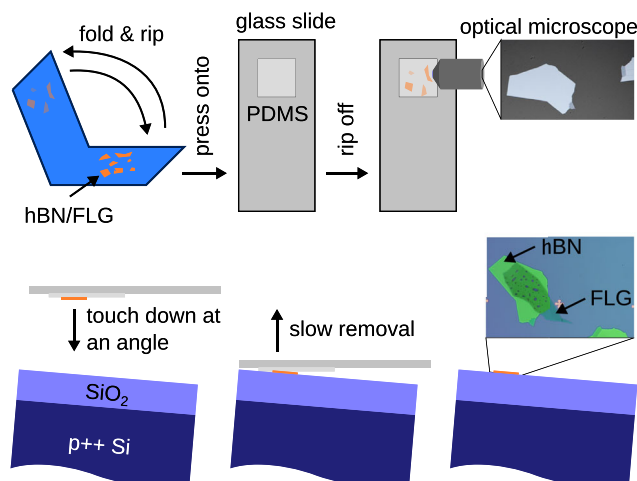 fold & rip
hBN/FLG
press onto
glass slide
PDMS
rip off
optical microscope
touch down at
an angle
SiO₂
p++ Si
slow removal
hBN
FLG